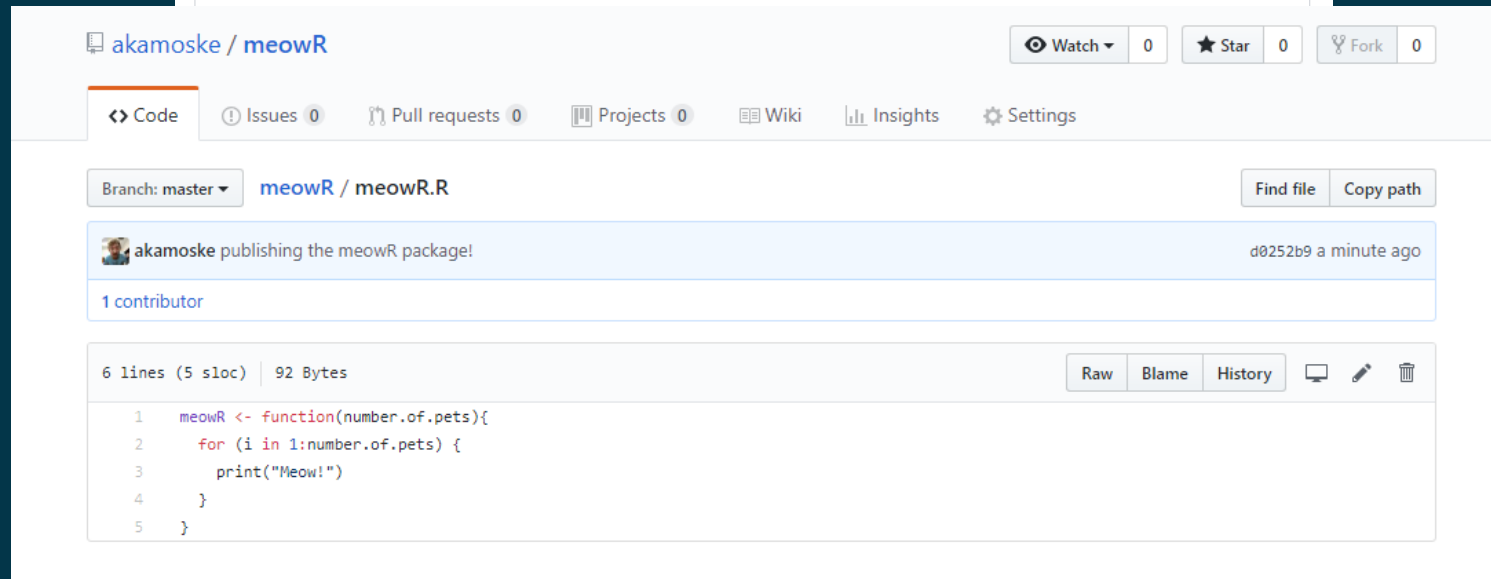 akamoske / meowR
Watch 0 Star 0 Fork 0
Code Issues 0 Pull requests 0 Projects 0 Wiki Insights Settings
Branch: master meowR / meowR.R Find file Copy path
akamoske publishing the meowR package! d0252b9 a minute ago
1 contributor
6 lines (5 sloc) 92 Bytes Raw Blame History
1 meowR <- function(number.of.pets){
2 for (i in 1:number.of.pets) {
3 print("Meow!")
4 }
5 }